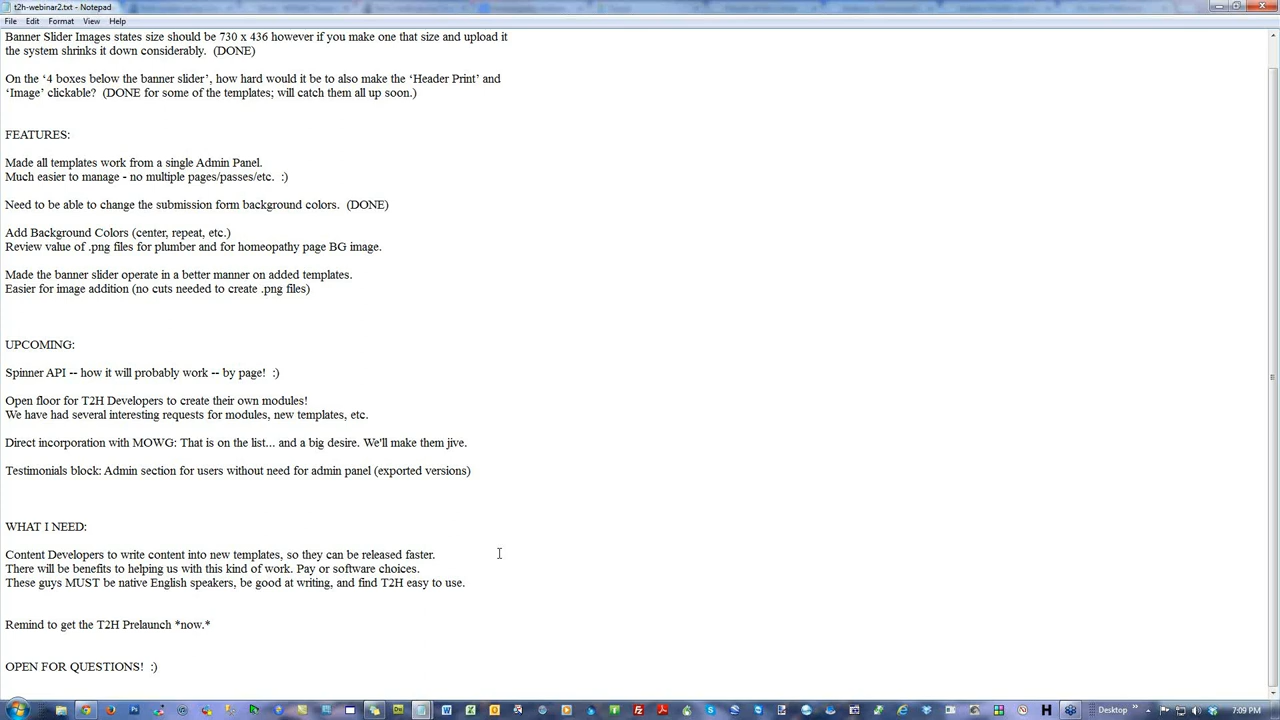 t2h-webinar2.txt - Notepad
File Edit Format View Help
Banner Slider Images states size should be 730 x 436 however if you make one that size and upload it
the system shrinks it down considerably.  (DONE)
On the ‘4 boxes below the banner slider’, how hard would it be to also make the ‘Header Print’ and
‘Image’ clickable?  (DONE for some of the templates; will catch them all up soon.)
FEATURES:
Made all templates work from a single Admin Panel.
Much easier to manage - no multiple pages/passes/etc.  :)
Need to be able to change the submission form background colors.  (DONE)
Add Background Colors (center, repeat, etc.)
Review value of .png files for plumber and for homeopathy page BG image.
Made the banner slider operate in a better manner on added templates.
Easier for image addition (no cuts needed to create .png files)
UPCOMING:
Spinner API -- how it will probably work -- by page!  :)
Open floor for T2H Developers to create their own modules!
We have had several interesting requests for modules, new templates, etc.
Direct incorporation with MOWG: That is on the list... and a big desire. We'll make them jive.
Testimonials block: Admin section for users without need for admin panel (exported versions)
WHAT I NEED:
Content Developers to write content into new templates, so they can be released faster.
There will be benefits to helping us with this kind of work. Pay or software choices.
These guys MUST be native English speakers, be good at writing, and find T2H easy to use.
Remind to get the T2H Prelaunch *now.*
OPEN FOR QUESTIONS!  :)
Desktop 7:09 PM